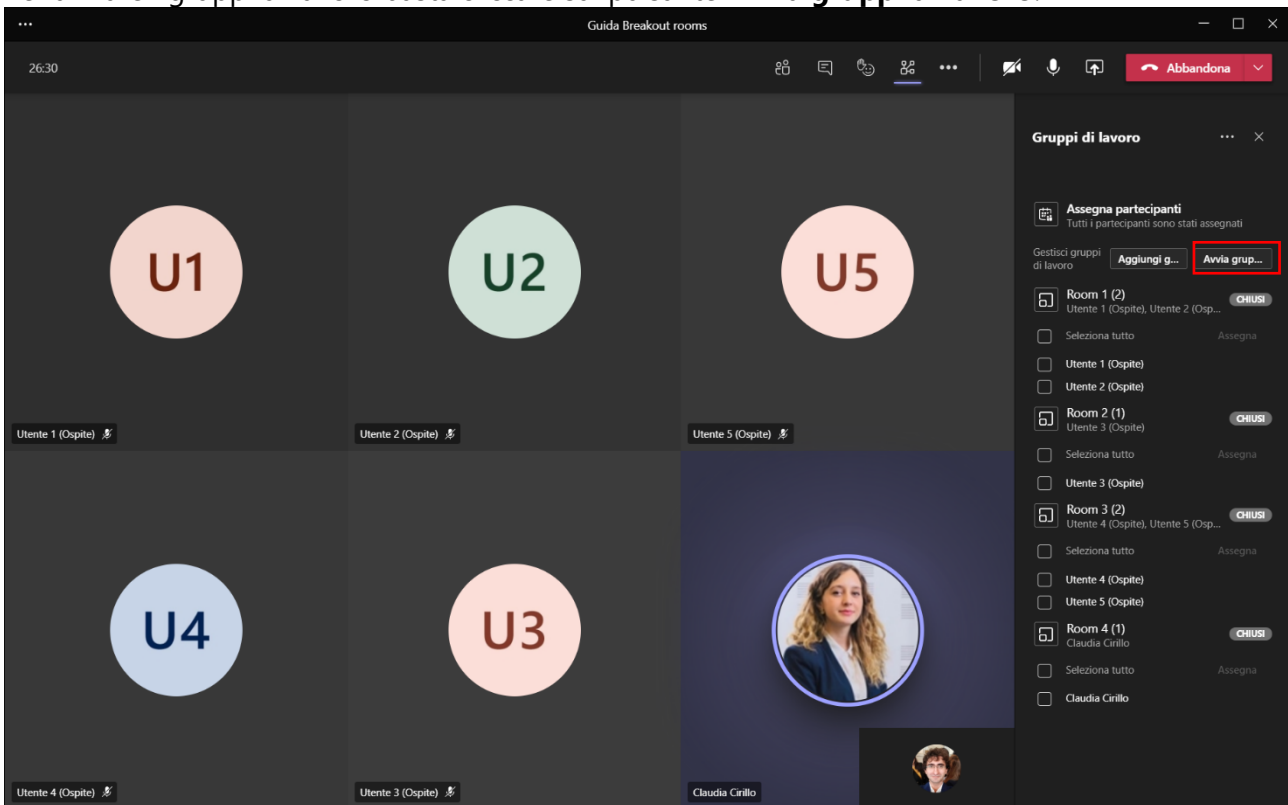 Guida Breakout rooms
26:30
Abbandona
Gruppi di lavoro
Assegna partecipanti
Tutti i partecipanti sono stati assegnati
Gestisci gruppi
di lavoro
Aggiungi g...
Avvia grup...
Room 1 (2)
CHIUSI
Utente 1 (Ospite), Utente 2 (Osp...
Seleziona tutto
Assegna
Utente 1 (Ospite)
Utente 2 (Ospite)
Room 2 (1)
CHIUSI
Utente 3 (Ospite)
Seleziona tutto
Assegna
Utente 3 (Ospite)
Room 3 (2)
CHIUSI
Utente 4 (Ospite), Utente 5 (Osp...
Seleziona tutto
Assegna
Utente 4 (Ospite)
Utente 5 (Ospite)
Room 4 (1)
CHIUSI
Claudia Cirillo
Seleziona tutto
Assegna
Claudia Cirillo
U1
U2
U5
Utente 1 (Ospite)
Utente 2 (Ospite)
Utente 5 (Ospite)
U4
U3
Utente 4 (Ospite)
Utente 3 (Ospite)
Claudia Cirillo